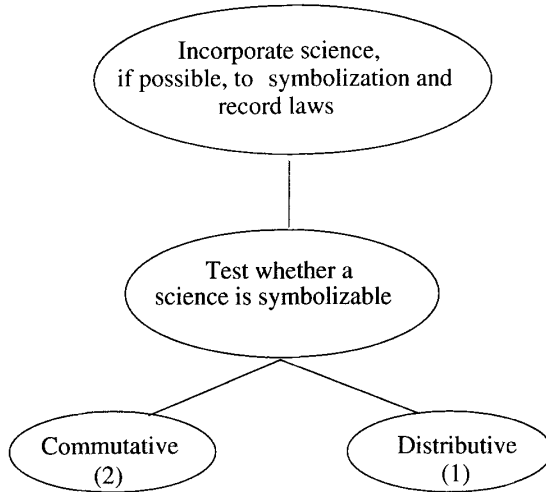 Incorporate science,
if possible, to symbolization and
record laws
Test whether a
science is symbolizable
Commutative
(2)
Distributive
(1)